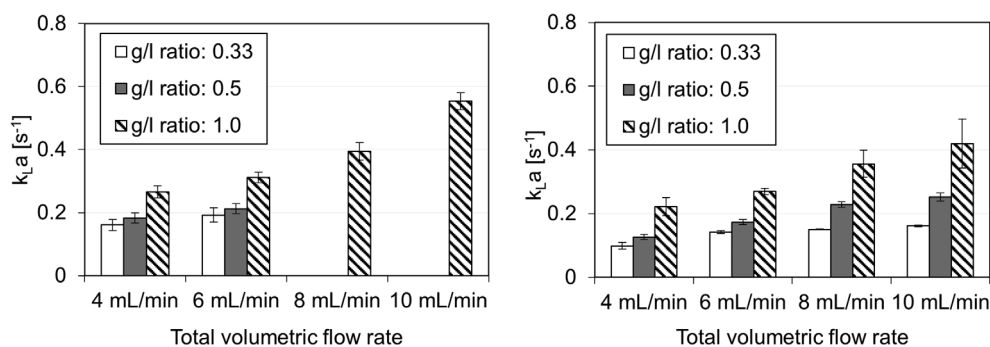 0.8
0.6
0.4
0.2
0
kLa [s-1]
g/l ratio: 0.33
g/l ratio: 0.5
g/l ratio: 1.0
4 mL/min 6 mL/min 8 mL/min 10 mL/min
Total volumetric flow rate
0.8
0.6
0.4
0.2
0
kLa [s-1]
g/l ratio: 0.33
g/l ratio: 0.5
g/l ratio: 1.0
4 mL/min 6 mL/min 8 mL/min 10 mL/min
Total volumetric flow rate